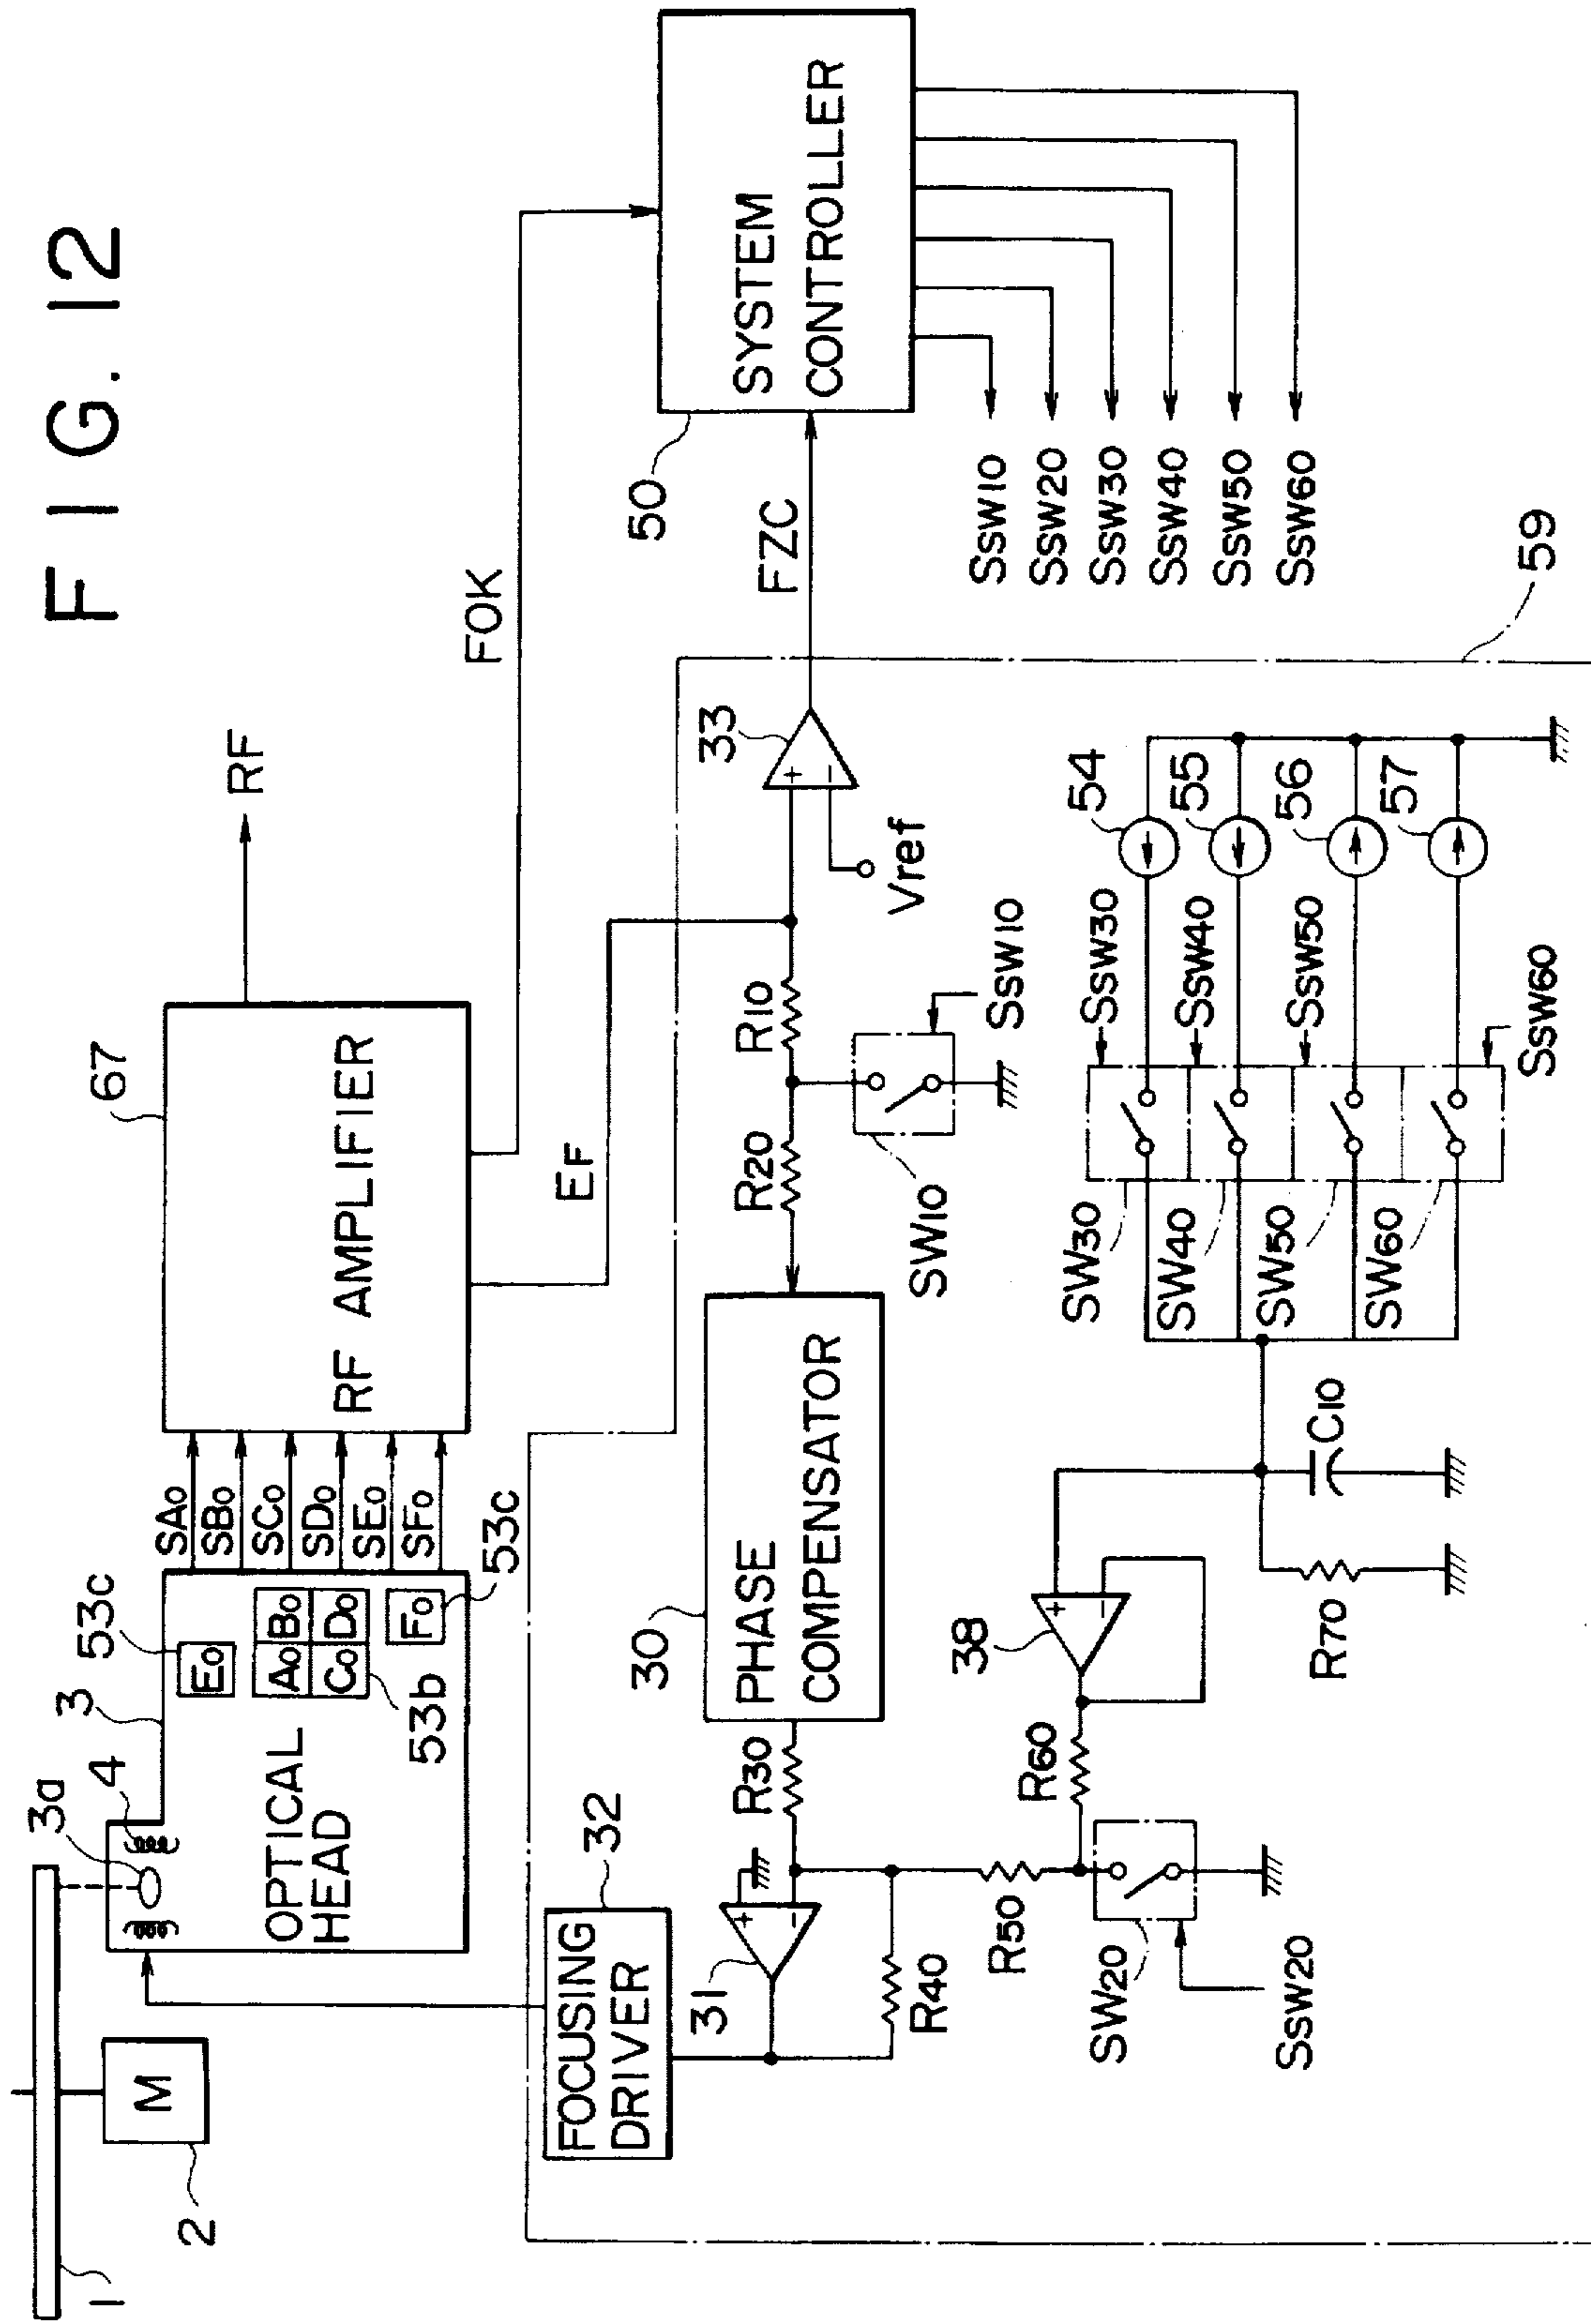 FIG. 12
1
2
M
3a
4
3
53c
E0
A0 B0
C0 D0
F0
53b
53c
OPTICAL
HEAD
SA0
SB0
SC0
SD0
SE0
SF0
67
RF AMPLIFIER
RF
FOK
EF
FOCUSING
DRIVER
32
31
+
−
R40
R30
30
PHASE
COMPENSATOR
R20
R10
SW10
SSW10
33
+
−
Vref
FZC
50
SYSTEM
CONTROLLER
SSW10
SSW20
SSW30
SSW40
SSW50
SSW60
59
R50
SW20
SSW20
R60
38
+
−
R70
C10
SW30
SW40
SW50
SW60
SSW30
SSW40
SSW50
SSW60
54
55
56
57